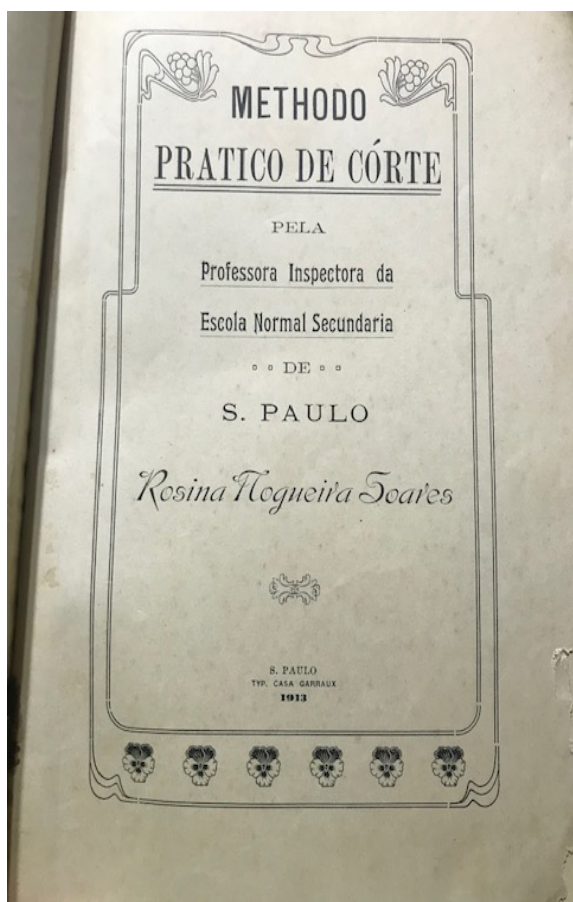 METHODO
PRATICO DE CÓRTE
PELA
Professora Inspectora da
Escola Normal Secundaria
DE
S. PAULO
Rosina Nogueira Soares
S. PAULO
TYP. CASA GARRAUX
1913